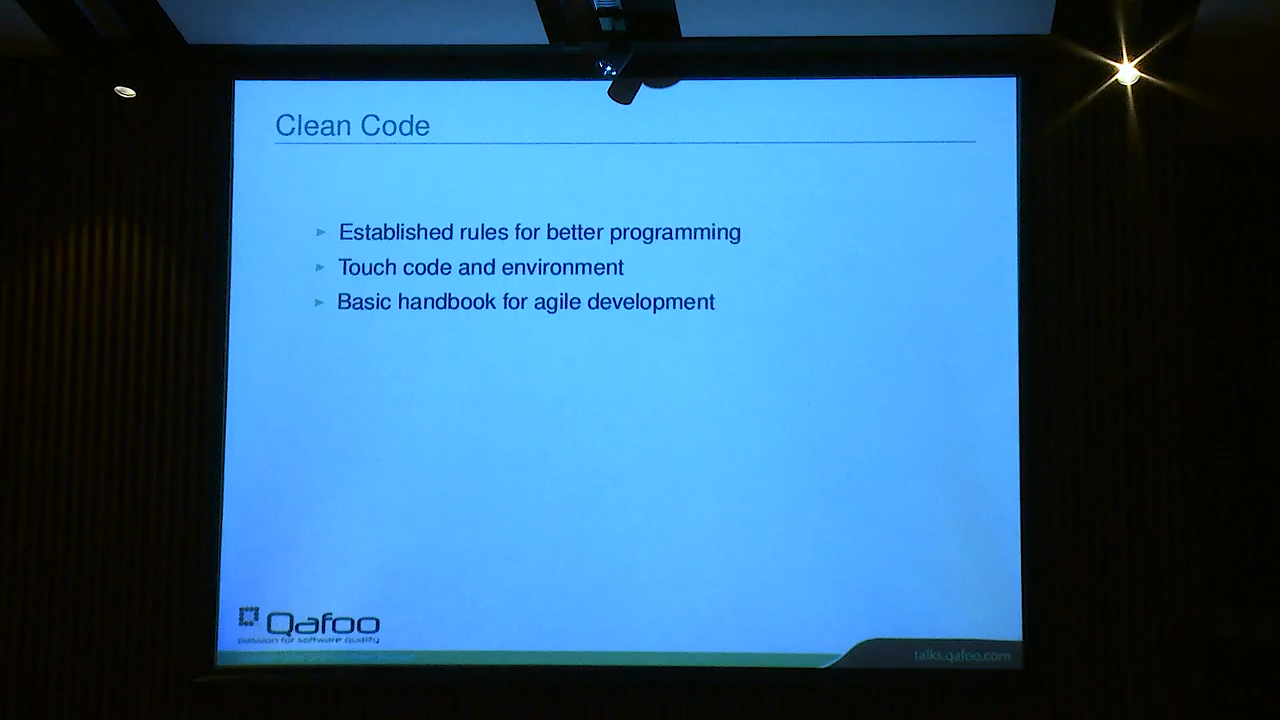 Clean Code
Established rules for better programming
Touch code and environment
Basic handbook for agile development
Qafoo
passion for software quality
talks.qafoo.com